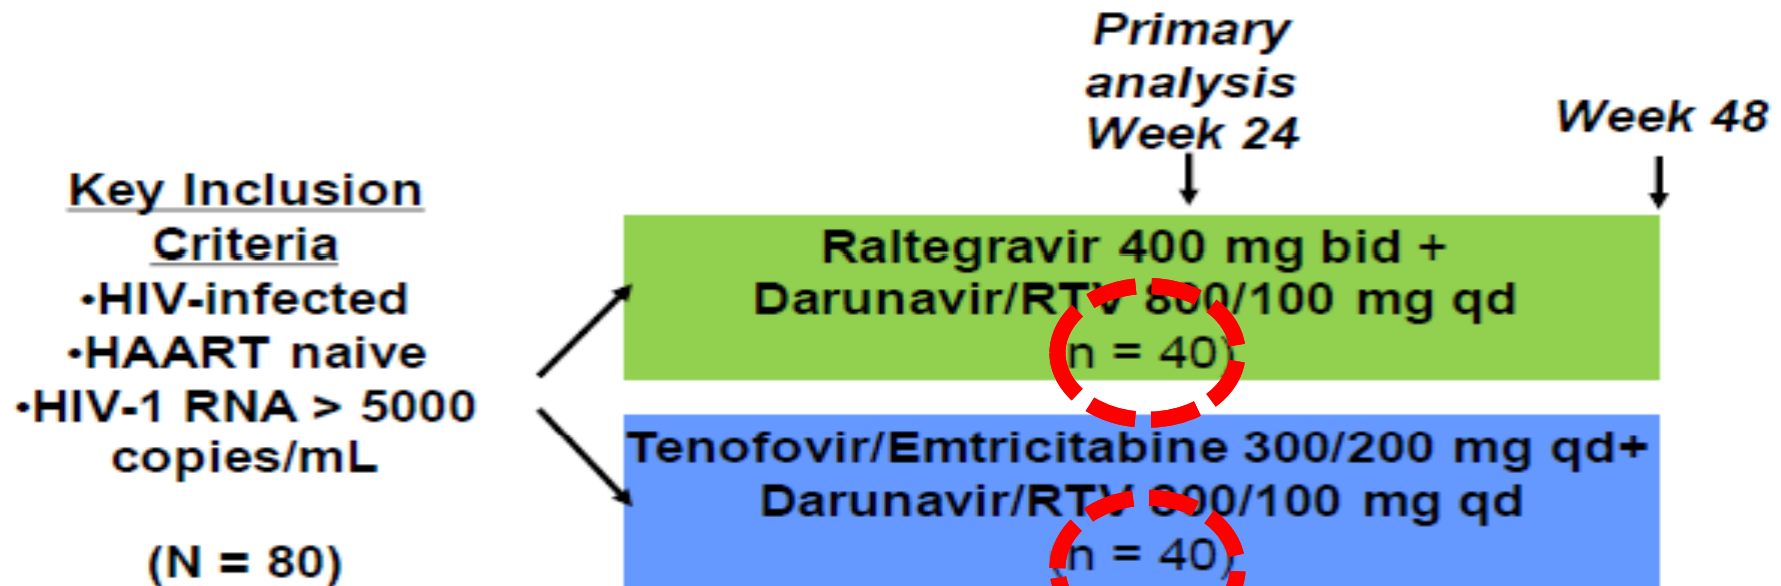 Primary
analysis
Week 24
Week 48
Key Inclusion
Criteria
•HIV-infected
•HAART naive
•HIV-1 RNA > 5000
copies/mL
(N = 80)
Raltegravir 400 mg bid +
Darunavir/RTV 800/100 mg qd
(n = 40)
Tenofovir/Emtricitabine 300/200 mg qd+
Darunavir/RTV 800/100 mg qd
(n = 40)